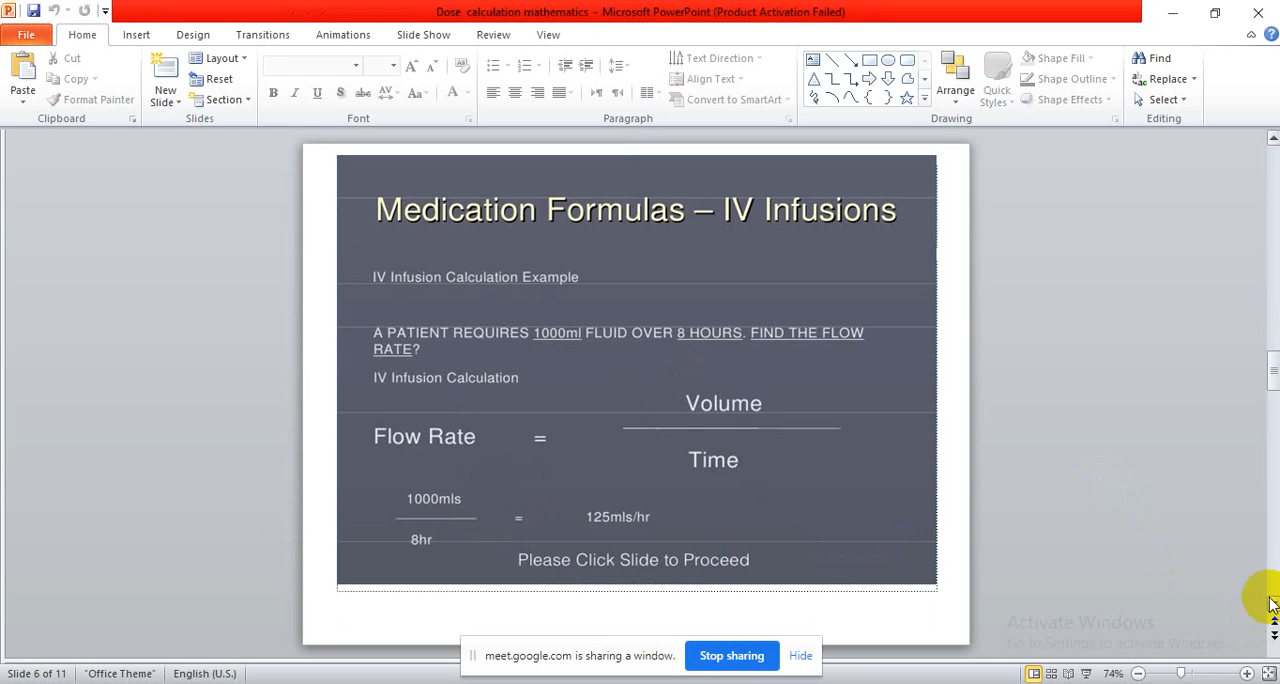 Dose calculation mathematics - Microsoft PowerPoint (Product Activation Failed)
File Home Insert Design Transitions Animations Slide Show Review View
Paste
Cut
Copy
Format Painter
Clipboard
New Slide
Layout
Reset
Section
Slides
Font
Text Direction
Align Text
Convert to SmartArt
Paragraph
Arrange
Quick Styles
Shape Fill
Shape Outline
Shape Effects
Drawing
Find
Replace
Select
Editing
Medication Formulas – IV Infusions
IV Infusion Calculation Example
A PATIENT REQUIRES 1000ml FLUID OVER 8 HOURS. FIND THE FLOW
RATE?
IV Infusion Calculation
Volume
Flow Rate =
Time
1000mls
= 125mls/hr
8hr
Please Click Slide to Proceed
Activate Windows
Go to Settings to activate Windows.
meet.google.com is sharing a window. Stop sharing Hide
Slide 6 of 11 "Office Theme" English (U.S.) 74%